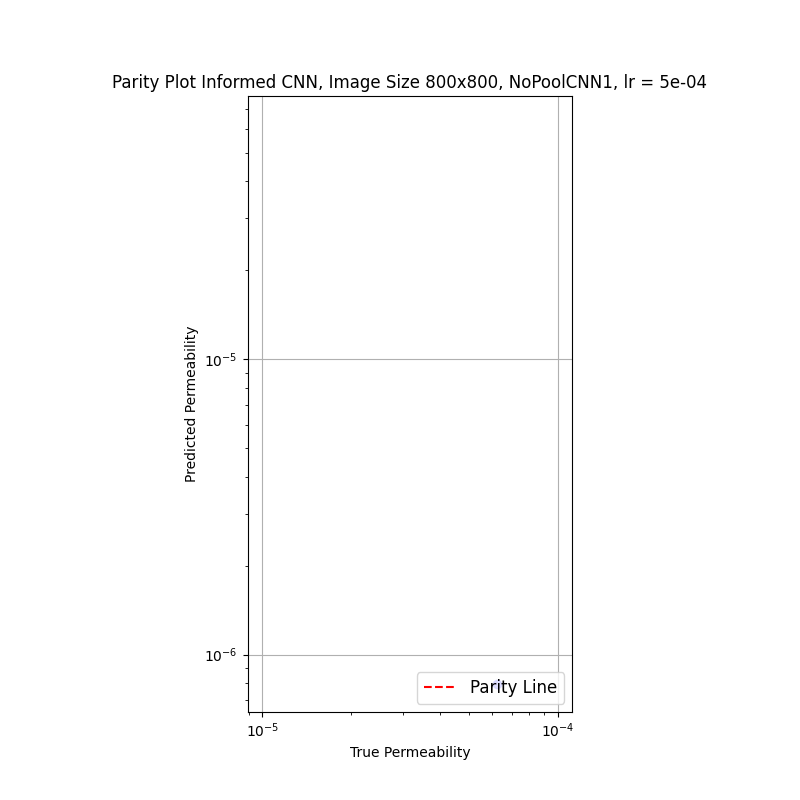 Parity Plot Informed CNN, Image Size 800x800, NoPoolCNN1, lr = 5e-04
Predicted Permeability
10⁻⁵
10⁻⁶
Parity Line
10⁻⁵ 10⁻⁴
True Permeability